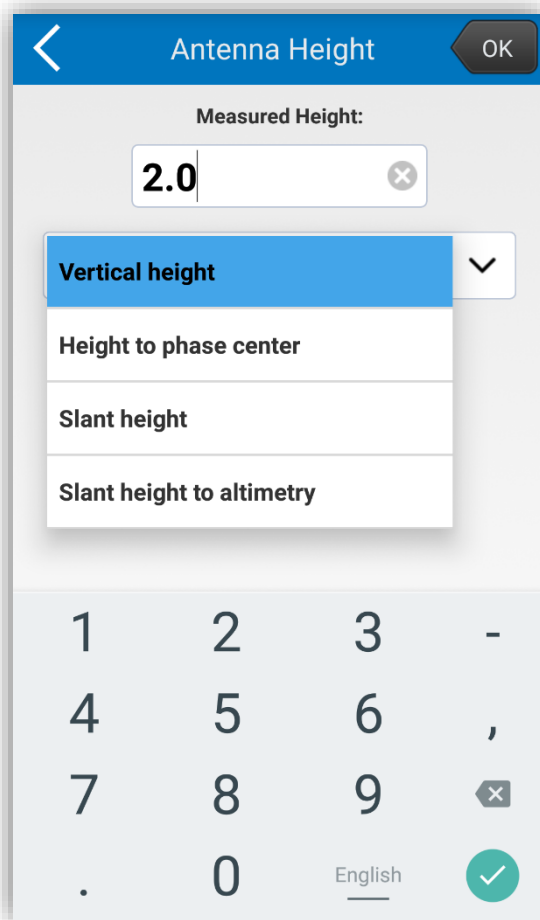 Antenna Height OK
Measured Height:
2.0
Vertical height
Height to phase center
Slant height
Slant height to altimetry
1 2 3 -
4 5 6 ,
7 8 9
. 0 English